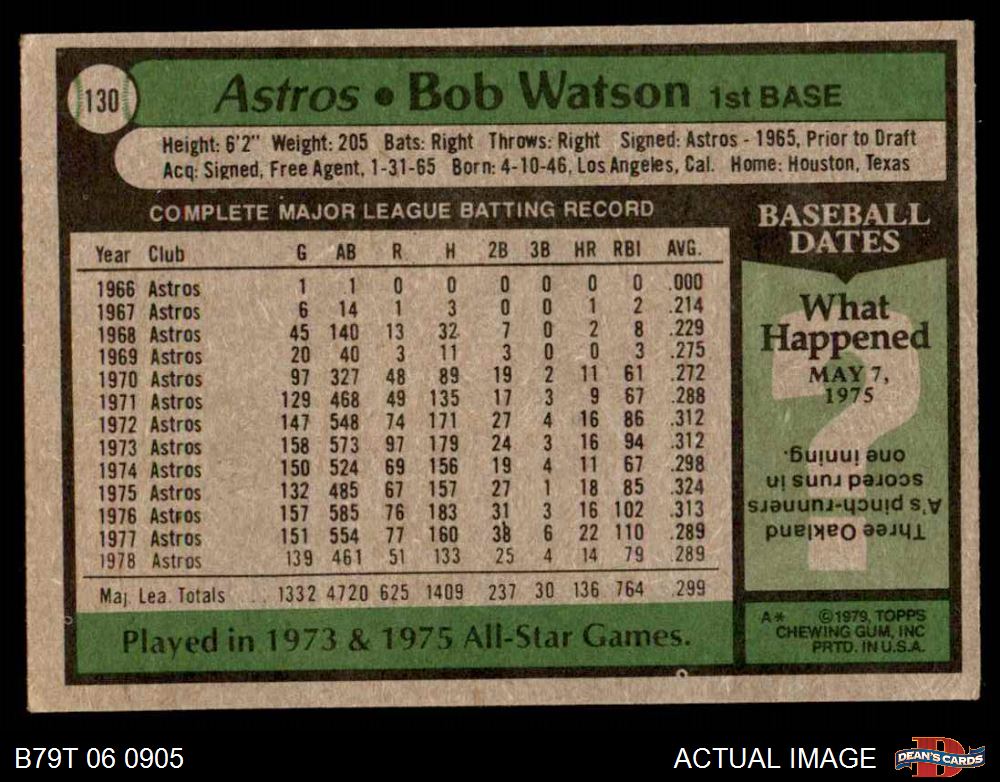 130
Astros • Bob Watson 1st BASE
Height: 6'2" Weight: 205 Bats: Right Throws: Right Signed: Astros - 1965, Prior to Draft
Acq: Signed, Free Agent, 1-31-65 Born: 4-10-46, Los Angeles, Cal. Home: Houston, Texas
COMPLETE MAJOR LEAGUE BATTING RECORD
Year Club G AB R H 2B 3B HR RBI AVG.
1966 Astros 1 1 0 0 0 0 0 0 .000
1967 Astros 6 14 1 3 0 0 1 2 .214
1968 Astros 45 140 13 32 7 0 2 8 .229
1969 Astros 20 40 3 11 3 0 0 3 .275
1970 Astros 97 327 48 89 19 2 11 61 .272
1971 Astros 129 468 49 135 17 3 9 67 .288
1972 Astros 147 548 74 171 27 4 16 86 .312
1973 Astros 158 573 97 179 24 3 16 94 .312
1974 Astros 150 524 69 156 19 4 11 67 .298
1975 Astros 132 485 67 157 27 1 18 85 .324
1976 Astros 157 585 76 183 31 3 16 102 .313
1977 Astros 151 554 77 160 38 6 22 110 .289
1978 Astros 139 461 51 133 25 4 14 79 .289
Maj. Lea. Totals .... 1332 4720 625 1409 237 30 136 764 .299
Played in 1973 & 1975 All-Star Games.
BASEBALL
DATES
What
Happened
MAY 7,
1975
Three Oakland
A's pinch-runners
scored runs in
one inning.
A* ©1979, TOPPS
CHEWING GUM, INC
PRTD. IN U.S.A.
B79T 06 0905
ACTUAL IMAGE
D
DEAN'S CARDS